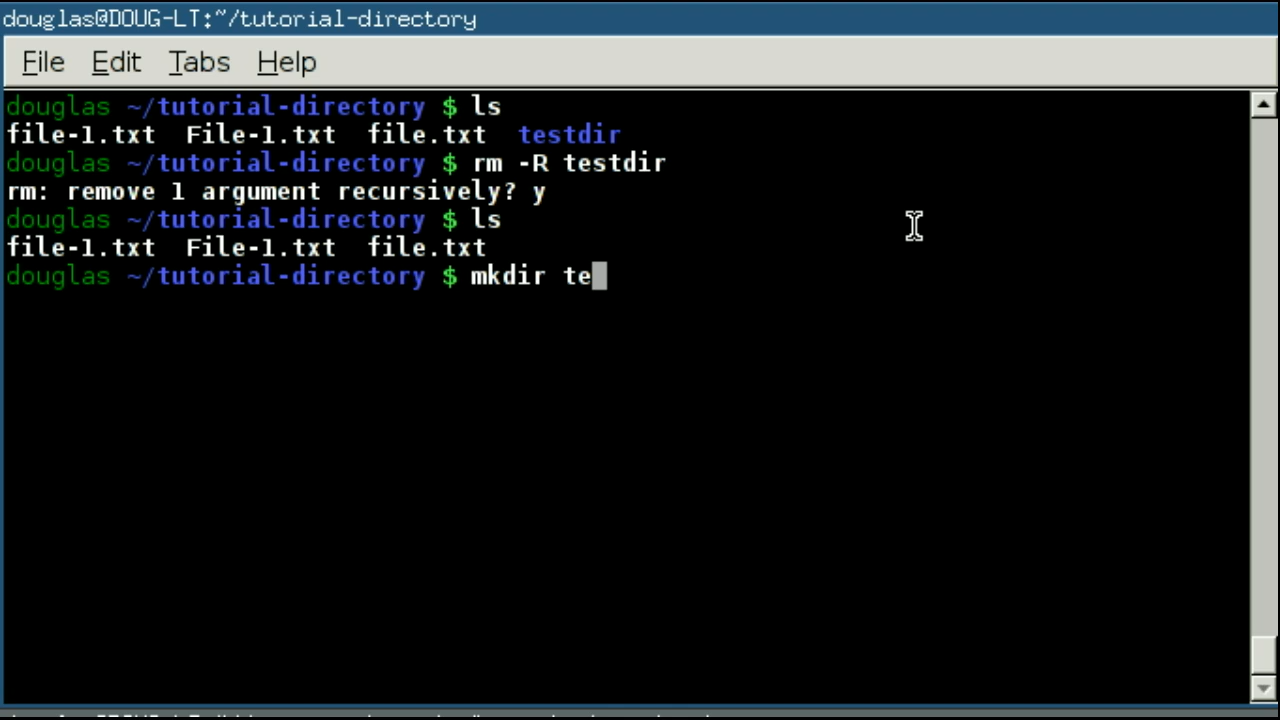 douglas@DOUG-LT:~/tutorial-directory
File Edit Tabs Help
douglas ~/tutorial-directory $ ls
file-1.txt File-1.txt file.txt testdir
douglas ~/tutorial-directory $ rm -R testdir
rm: remove 1 argument recursively? y
douglas ~/tutorial-directory $ ls
file-1.txt File-1.txt file.txt
douglas ~/tutorial-directory $ mkdir te